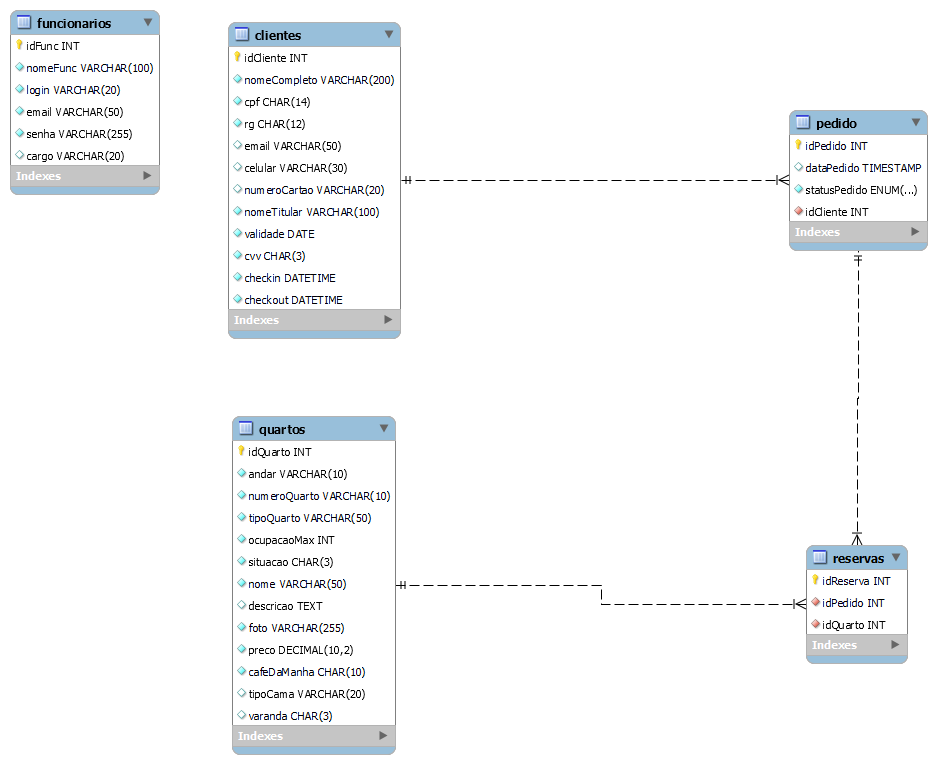 funcionarios
idFunc INT
nomeFunc VARCHAR(100)
login VARCHAR(20)
email VARCHAR(50)
senha VARCHAR(255)
cargo VARCHAR(20)
Indexes
clientes
idCliente INT
nomeCompleto VARCHAR(200)
cpf CHAR(14)
rg CHAR(12)
email VARCHAR(50)
celular VARCHAR(30)
numeroCartao VARCHAR(20)
nomeTitular VARCHAR(100)
validade DATE
cvv CHAR(3)
checkin DATETIME
checkout DATETIME
Indexes
pedido
idPedido INT
dataPedido TIMESTAMP
statusPedido ENUM(...)
idCliente INT
Indexes
quartos
idQuarto INT
andar VARCHAR(10)
numeroQuarto VARCHAR(10)
tipoQuarto VARCHAR(50)
ocupacaoMax INT
situacao CHAR(3)
nome VARCHAR(50)
descricao TEXT
foto VARCHAR(255)
preco DECIMAL(10,2)
cafeDaManha CHAR(10)
tipoCama VARCHAR(20)
varanda CHAR(3)
Indexes
reservas
idReserva INT
idPedido INT
idQuarto INT
Indexes